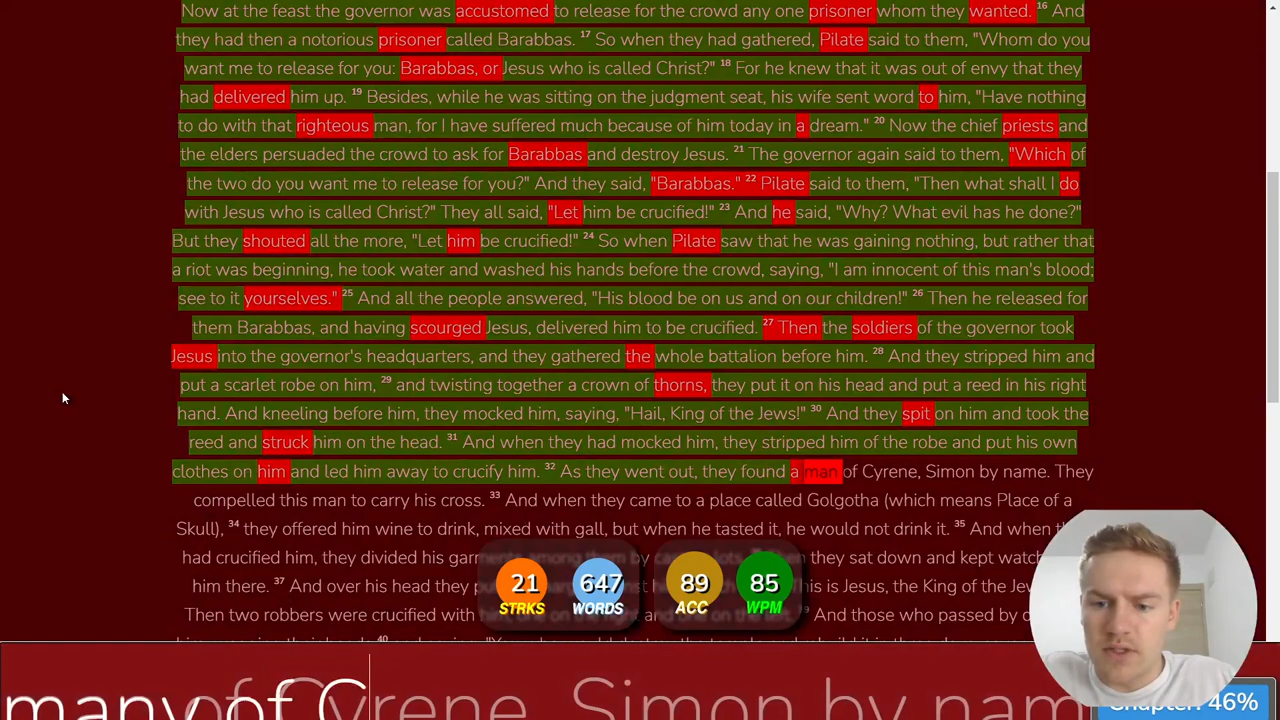 Now at the feast the governor was accustomed to release for the crowd any one prisoner whom they wanted. 16 And
they had then a notorious prisoner called Barabbas. 17 So when they had gathered, Pilate said to them, "Whom do you
want me to release for you: Barabbas, or Jesus who is called Christ?" 18 For he knew that it was out of envy that they
had delivered him up. 19 Besides, while he was sitting on the judgment seat, his wife sent word to him, "Have nothing
to do with that righteous man, for I have suffered much because of him today in a dream." 20 Now the chief priests and
the elders persuaded the crowd to ask for Barabbas and destroy Jesus. 21 The governor again said to them, "Which of
the two do you want me to release for you?" And they said, "Barabbas." 22 Pilate said to them, "Then what shall I do
with Jesus who is called Christ?" They all said, "Let him be crucified!" 23 And he said, "Why? What evil has he done?"
But they shouted all the more, "Let him be crucified!" 24 So when Pilate saw that he was gaining nothing, but rather that
a riot was beginning, he took water and washed his hands before the crowd, saying, "I am innocent of this man's blood;
see to it yourselves." 25 And all the people answered, "His blood be on us and on our children!" 26 Then he released for
them Barabbas, and having scourged Jesus, delivered him to be crucified. 27 Then the soldiers of the governor took
Jesus into the governor's headquarters, and they gathered the whole battalion before him. 28 And they stripped him and
put a scarlet robe on him, 29 and twisting together a crown of thorns, they put it on his head and put a reed in his right
hand. And kneeling before him, they mocked him, saying, "Hail, King of the Jews!" 30 And they spit on him and took the
reed and struck him on the head. 31 And when they had mocked him, they stripped him of the robe and put his own
clothes on him and led him away to crucify him. 32 As they went out, they found a man of Cyrene, Simon by name. They
compelled this man to carry his cross. 33 And when they came to a place called Golgotha (which means Place of a
Skull), 34 they offered him wine to drink, mixed with gall, but when he tasted it, he would not drink it. 35 And when
had crucified him, they divided his garments among them by lots. they sat down and kept watch
him there. 37 And over his head they his is Jesus, the King of the
Then two robbers were crucified with And those who passed by
40
21 647 89 85
STRKS WORDS ACC WPM
many of C
of Cyrene, Simon by name
Chapter: 46%